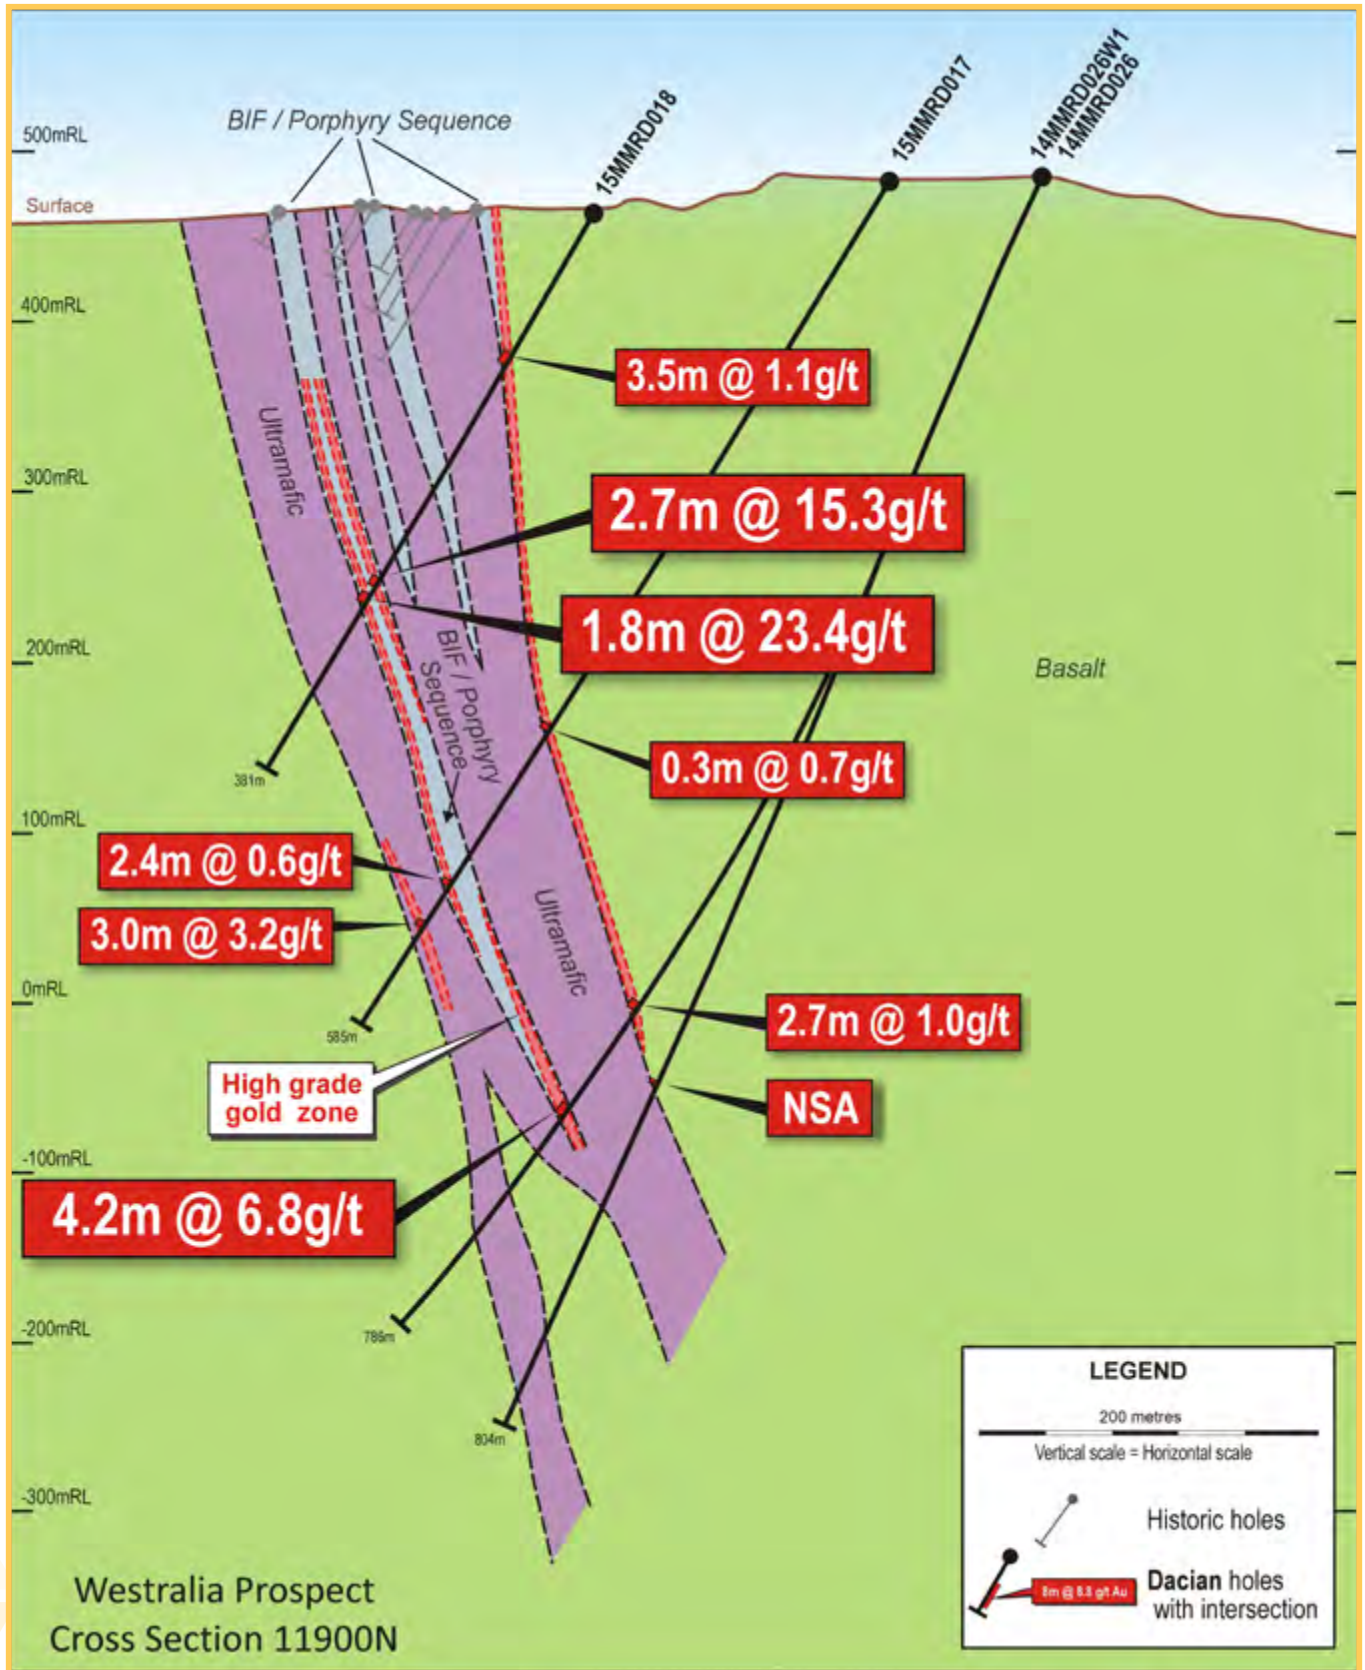 15MMRD018
15MMRD017
14MMRD026W1
14MMRD026
BIF / Porphyry Sequence
500mRL
Surface
400mRL
300mRL
200mRL
100mRL
0mRL
-100mRL
-200mRL
-300mRL
Ultramafic
3.5m @ 1.1g/t
2.7m @ 15.3g/t
1.8m @ 23.4g/t
BIF / Porphyry
Sequence
Basalt
0.3m @ 0.7g/t
381m
2.4m @ 0.6g/t
3.0m @ 3.2g/t
Ultramafic
585m
2.7m @ 1.0g/t
High grade
gold zone
NSA
4.2m @ 6.8g/t
786m
804m
LEGEND
200 metres
Vertical scale = Horizontal scale
Historic holes
8m @ 8.8 g/t Au
Dacian holes
with intersection
Westralia Prospect
Cross Section 11900N